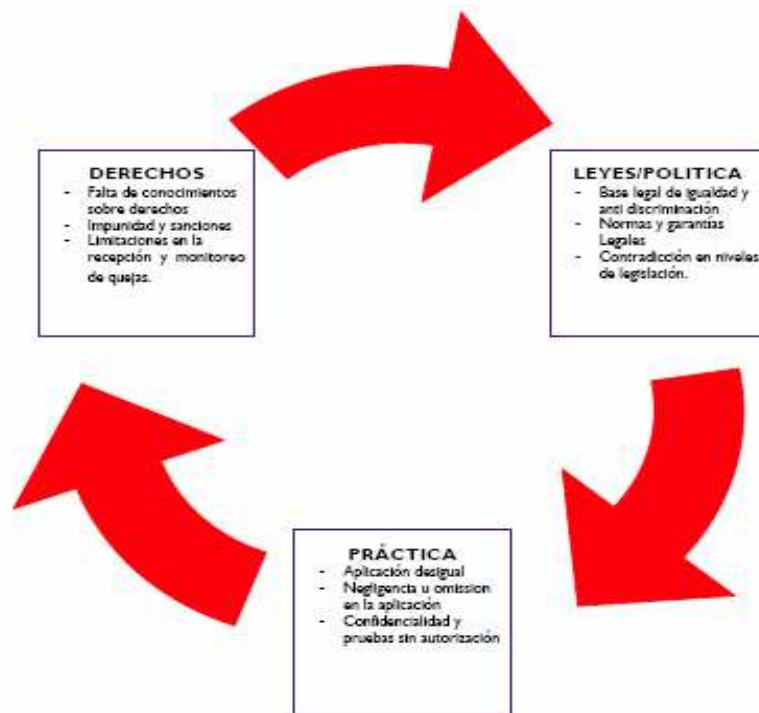 DERECHOS
- Falta de conocimientos
sobre derechos
- Impunidad y sanciones
- Limitaciones en la
recepción y monitoreo
de quejas.
LEYES/POLITICA
- Base legal de igualdad y
anti discriminación
- Normas y garantías
Legales
- Contradicción en niveles
de legislación.
PRÁCTICA
- Aplicación desigual
- Negligencia u omission
en la aplicación
- Confidencialidad y
pruebas sin autorización